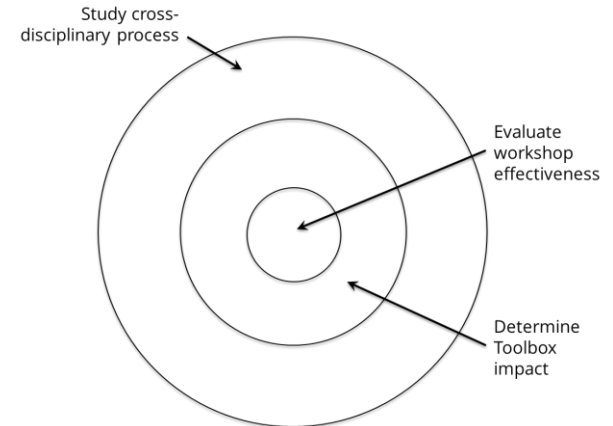 Study cross-
disciplinary process
Evaluate
workshop
effectiveness
Determine
Toolbox
impact